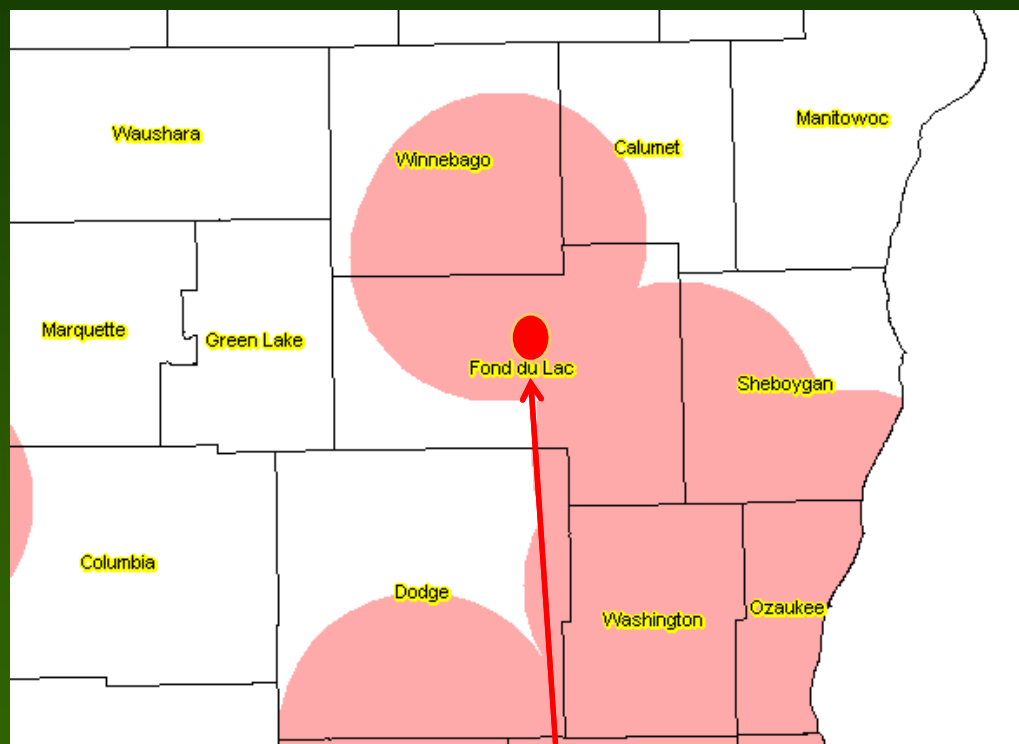 Manitowoc
Waushara
Calumet
Winnebago
Marquette
Green Lake
Fond du Lac
Sheboygan
Columbia
Dodge
Ozaukee
Washington